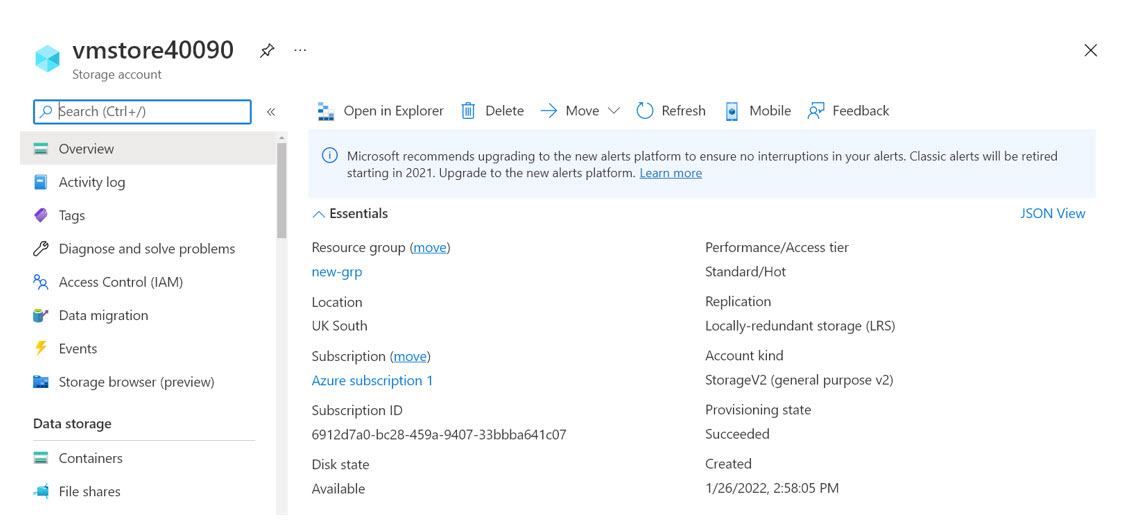 vmstore40090 ...
Storage account
Search (Ctrl+/) «
Overview
Activity log
Tags
Diagnose and solve problems
Access Control (IAM)
Data migration
Events
Storage browser (preview)
Data storage
Containers
File shares
Open in Explorer Delete Move Refresh Mobile Feedback
Microsoft recommends upgrading to the new alerts platform to ensure no interruptions in your alerts. Classic alerts will be retired
starting in 2021. Upgrade to the new alerts platform. Learn more
Essentials JSON View
Resource group (move)
new-grp
Location
UK South
Subscription (move)
Azure subscription 1
Subscription ID
6912d7a0-bc28-459a-9407-33bbba641c07
Disk state
Available
Performance/Access tier
Standard/Hot
Replication
Locally-redundant storage (LRS)
Account kind
StorageV2 (general purpose v2)
Provisioning state
Succeeded
Created
1/26/2022, 2:58:05 PM